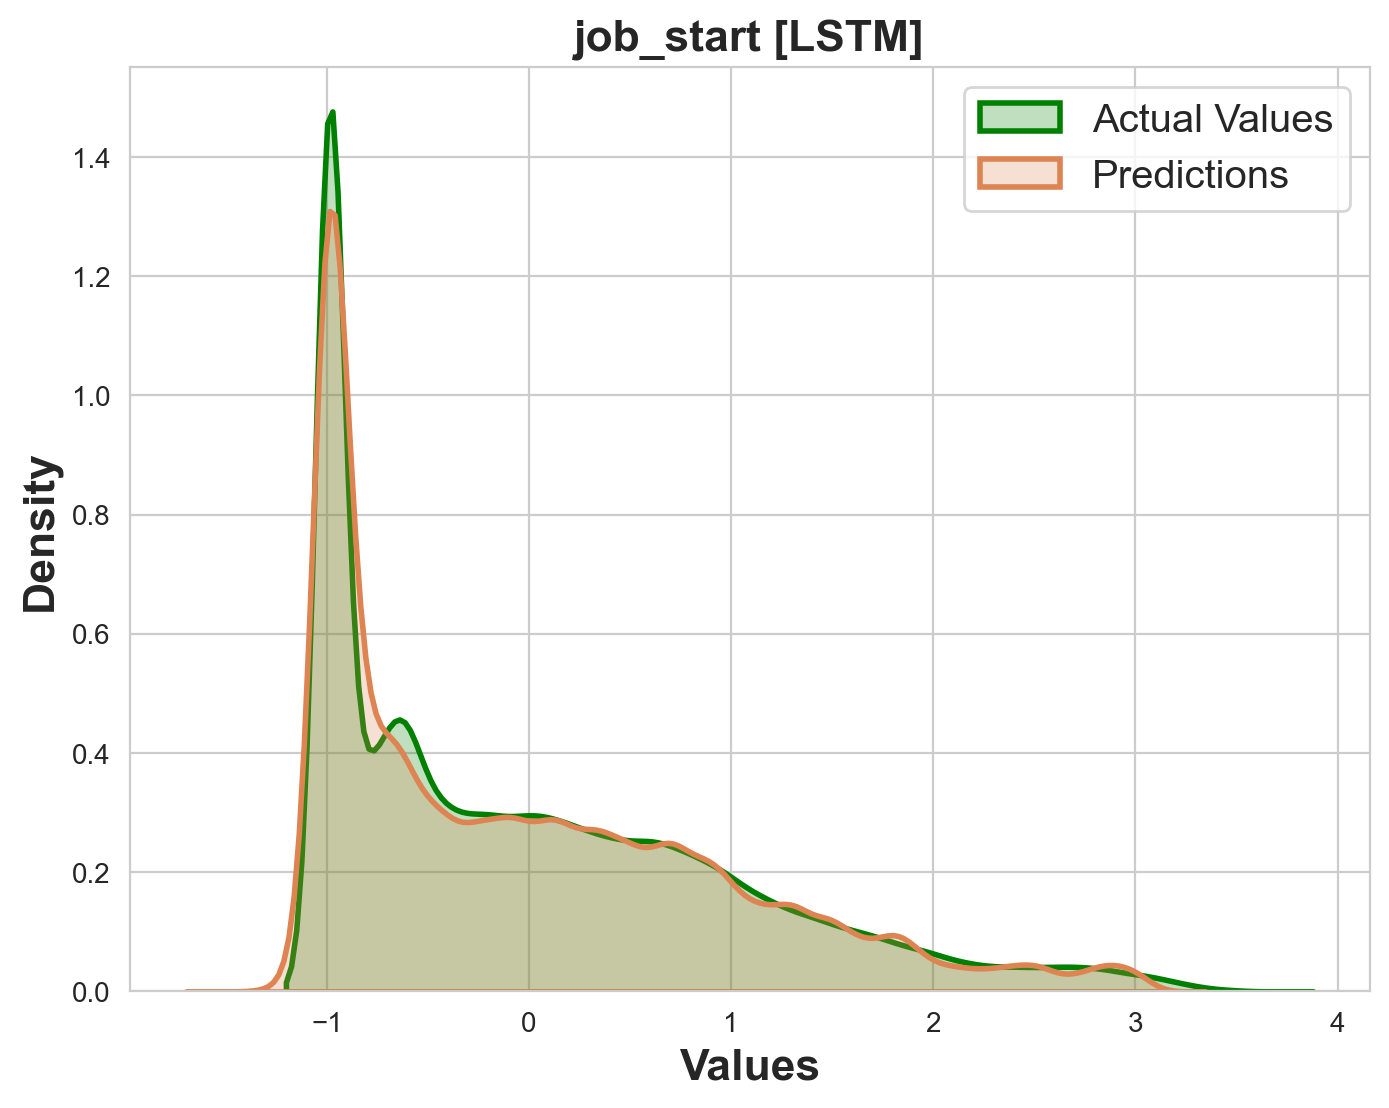 job_start [LSTM]
Actual Values
Predictions
1.4
1.2
1.0
0.8
0.6
0.4
0.2
0.0
Density
−1 0 1 2 3 4
Values